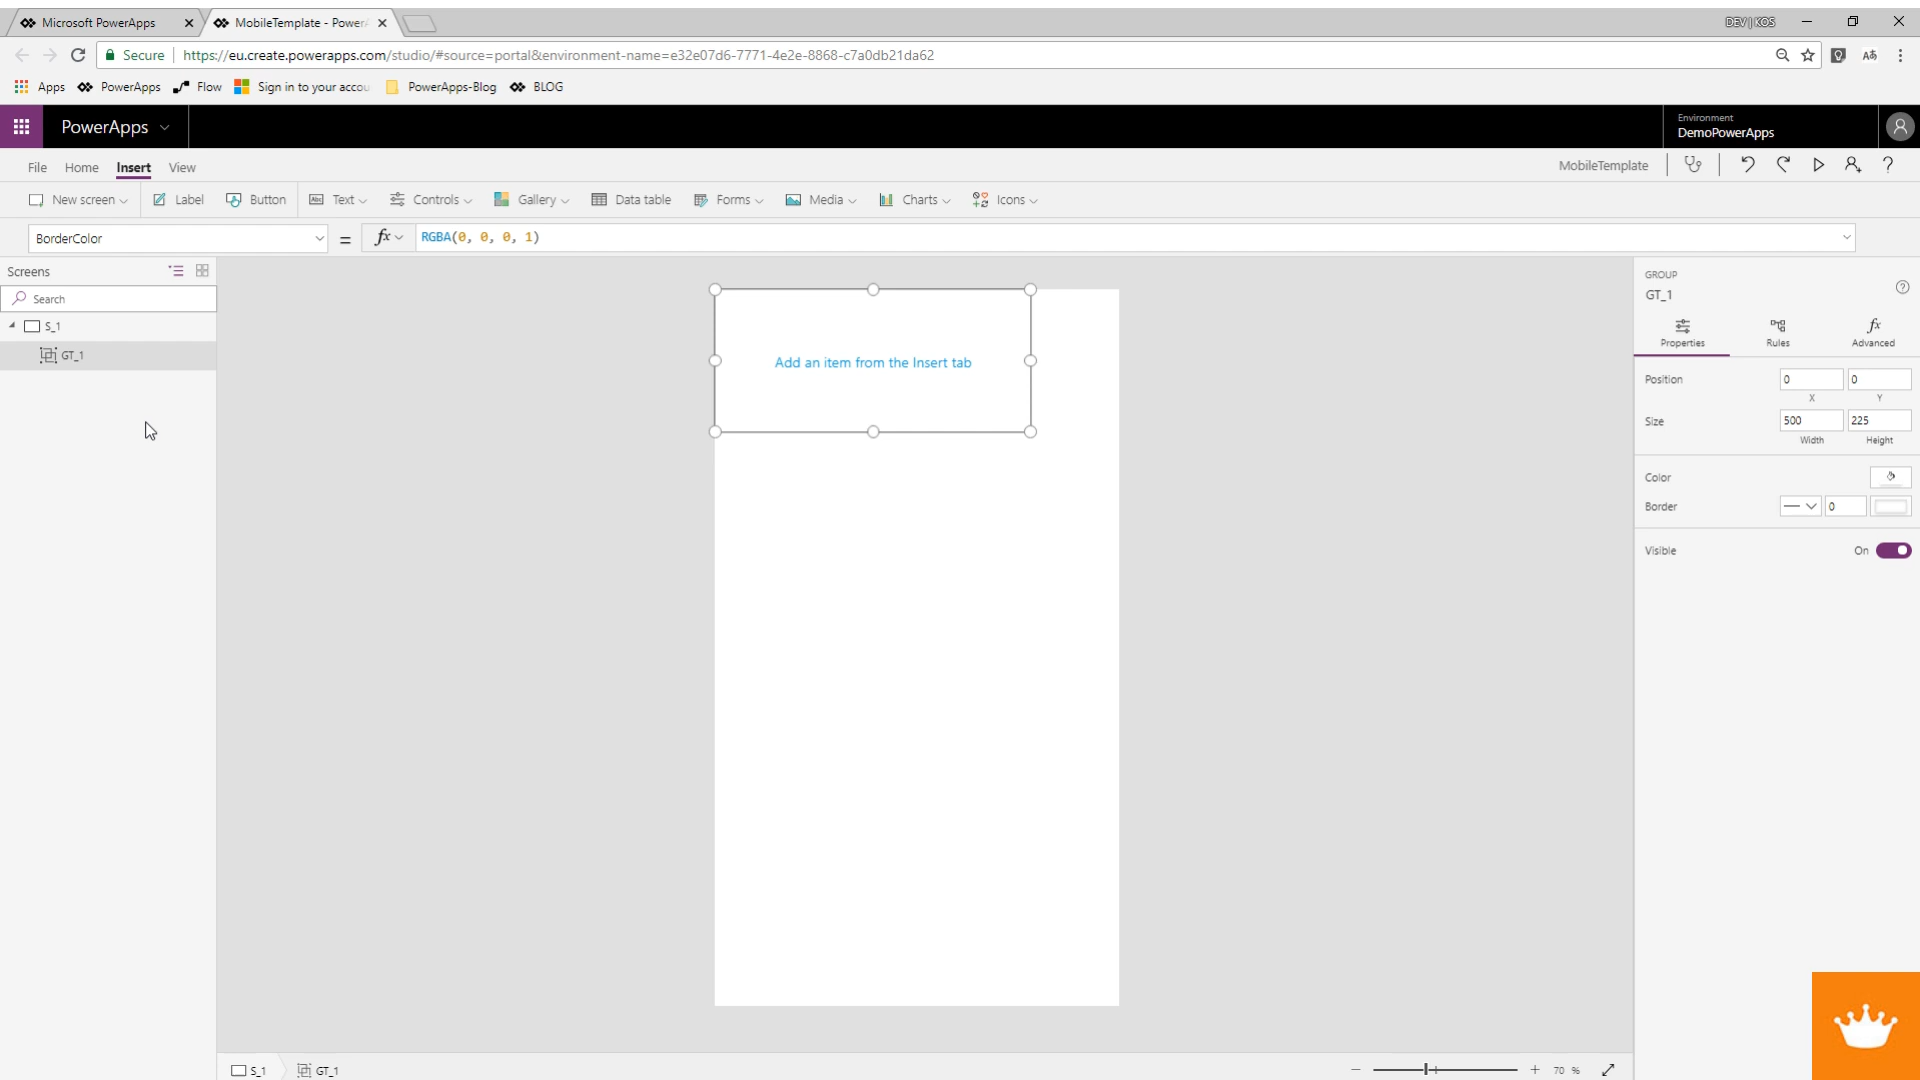 Microsoft PowerApps
MobileTemplate - Power
DEV | KOS
Secure https://eu.create.powerapps.com/studio/#source=portal&environment-name=e32e07d6-7771-4e2e-8868-c7a0db21da62
Apps PowerApps Flow Sign in to your accou PowerApps-Blog BLOG
PowerApps
Environment
DemoPowerApps
File Home Insert View
MobileTemplate
New screen Label Button Text Controls Gallery Data table Forms Media Charts Icons
BorderColor = fx RGBA(0, 0, 0, 1)
Screens
Search
S_1
GT_1
Add an item from the Insert tab
GROUP
GT_1
Properties Rules Advanced
Position 0 0
X Y
Size 500 225
Width Height
Color
Border 0
Visible On
S_1 GT_1
70 %